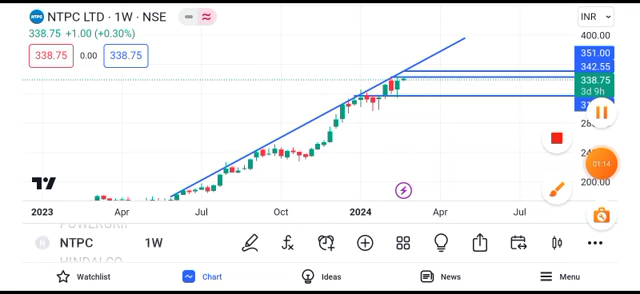 NTPC LTD · 1W · NSE
INR
338.75 +1.00 (+0.30%)
338.75 0.00 338.75
400.00
351.00
342.55
338.75
3d 9h
200.00
01:14
2023 Apr Jul Oct 2024 Apr Jul
NTPC 1W
Watchlist Chart Ideas News Menu